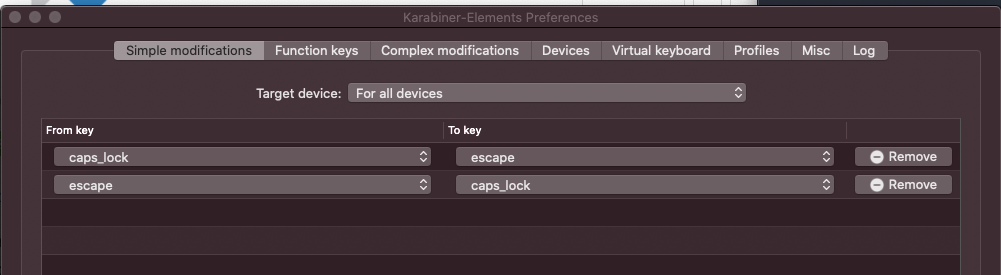 Karabiner-Elements Preferences
Simple modifications Function keys Complex modifications Devices Virtual keyboard Profiles Misc Log
Target device: For all devices
From key To key
caps_lock escape Remove
escape caps_lock Remove